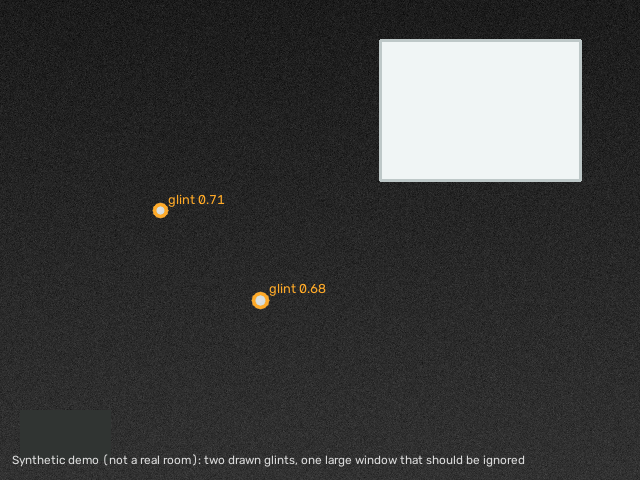 glint 0.71
glint 0.68
Synthetic demo (not a real room): two drawn glints, one large window that should be ignored